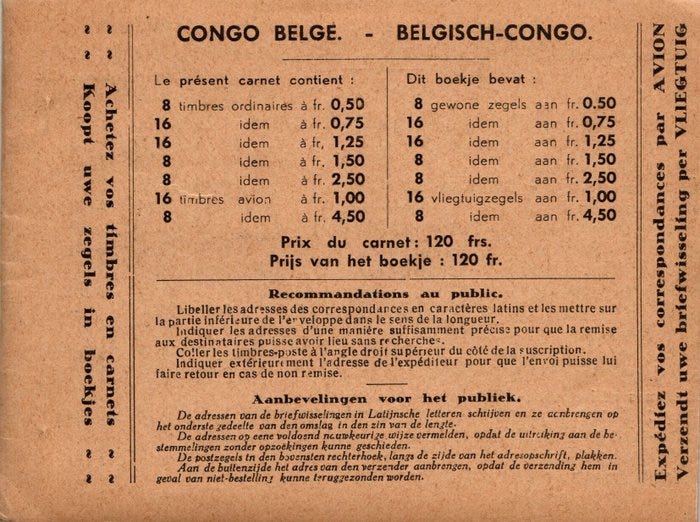 CONGO BELGE. - BELGISCH-CONGO.
Le présent carnet contient :
8 timbres ordinaires à fr. 0,50
16 idem à fr. 0,75
16 idem à fr, 1,25
8 idem à fr. 1,50
8 idem à fr. 2,50
16 timbres avion à fr. 1,00
8 idem à fr. 4,50
Dit boekje bevat :
8 gewone zegels aan fr. 0.50
16 idem aan fr. 0,75
16 idem aan fr. 1,25
8 idem aan fr. 1,50
8 idem aan fr. 2,50
16 vliegtuigzegels aan fr. 1,00
8 idem aan fr. 4,50
Prix du carnet : 120 frs.
Prijs van het boekje : 120 fr.
Recommandations au public.
Libeller les adresses des correspondances en caractères latins et les mettre sur
la partie inférieure de l'enveloppe dans le sens de la longueur.
Indiquer les adresses d'une manière suffisamment précise pour que la remise
aux destinataires puisse avoir lieu sans recherches.
Coller les timbres-poste à l'angle droit supérieur du côté de la suscription.
Indiquer extérieurement l'adresse de l'expéditeur pour que l'envoi puisse lui
faire retour en cas de non remise.
Aanbevelingen voor het publiek.
De adressen van de briefwisselingen in Latijnsche letteren schrijven en ze aanbrengen op
het onderste gedeelte van den omslag in den zin van de lengte.
De adressen op eene voldoend nauwkeurige wijze vermelden, opdat de uitreiking aan de be-
stemmelingen zonder opzoekingen kunne geschieden.
De postzegels in den bovensten rechterhoek, langs de zijde van het adresopschrift, plakken.
Aan de buitenzijde het adres van den verzender aanbrengen, opdat de verzending hem in
geval van niet-bestelling kunne teruggezonden worden.
Achetez vos timbres en carnets
Koopt uwe zegels in boekjes
Expédiez vos correspondances par AVION
Verzendt uwe briefwisseling per VLIEGTUIG